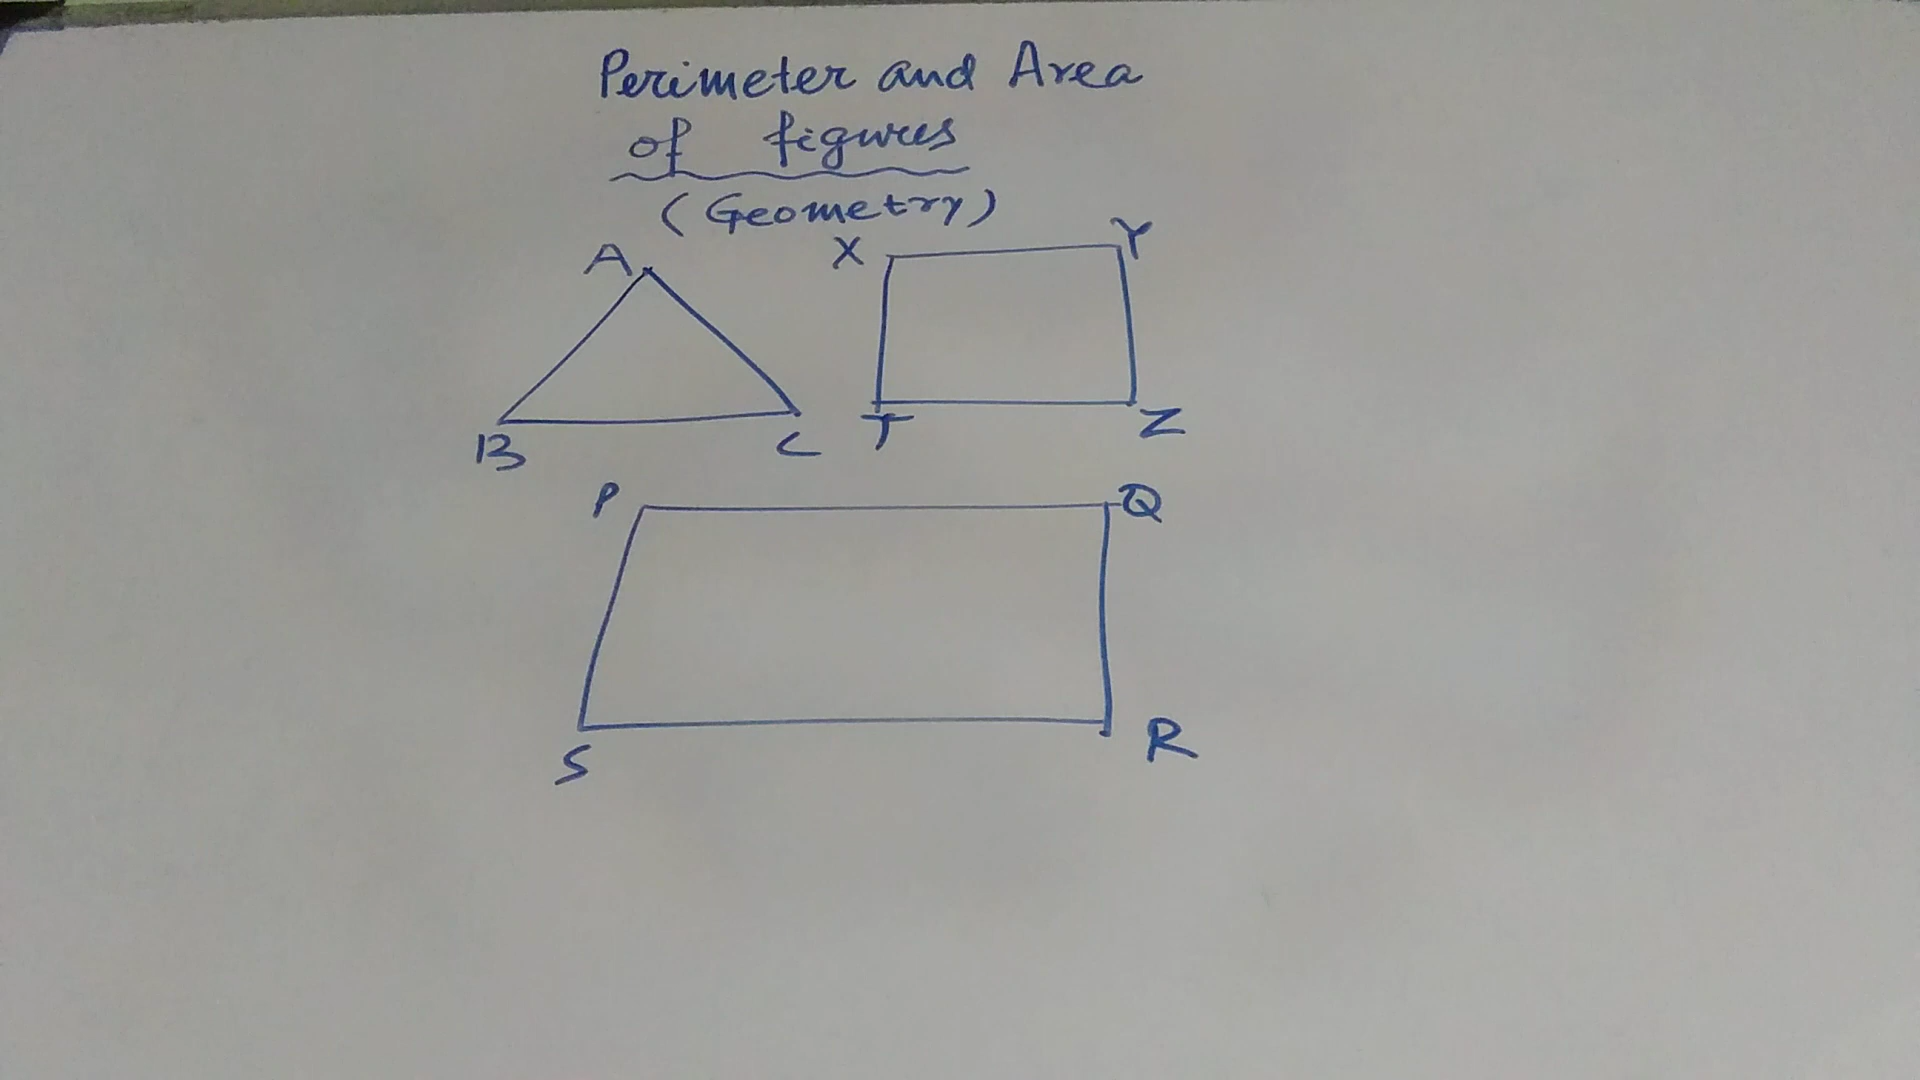 Perimeter and Area
of figures
(Geometry)
A
X
Y
B
C
T
Z
P
Q
S
R